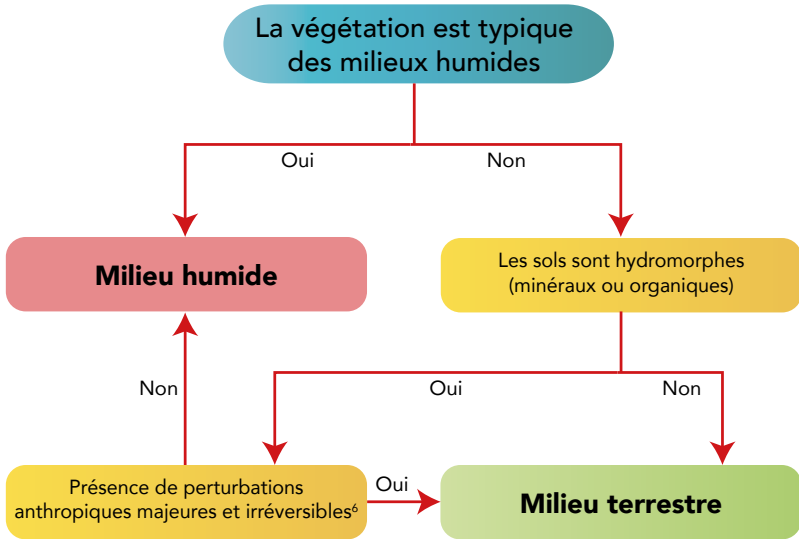 La végétation est typique
des milieux humides
Oui
Non
Milieu humide
Les sols sont hydromorphes
(minéraux ou organiques)
Non
Oui
Non
Présence de perturbations
anthropiques majeures et irréversibles⁶
Oui
Milieu terrestre